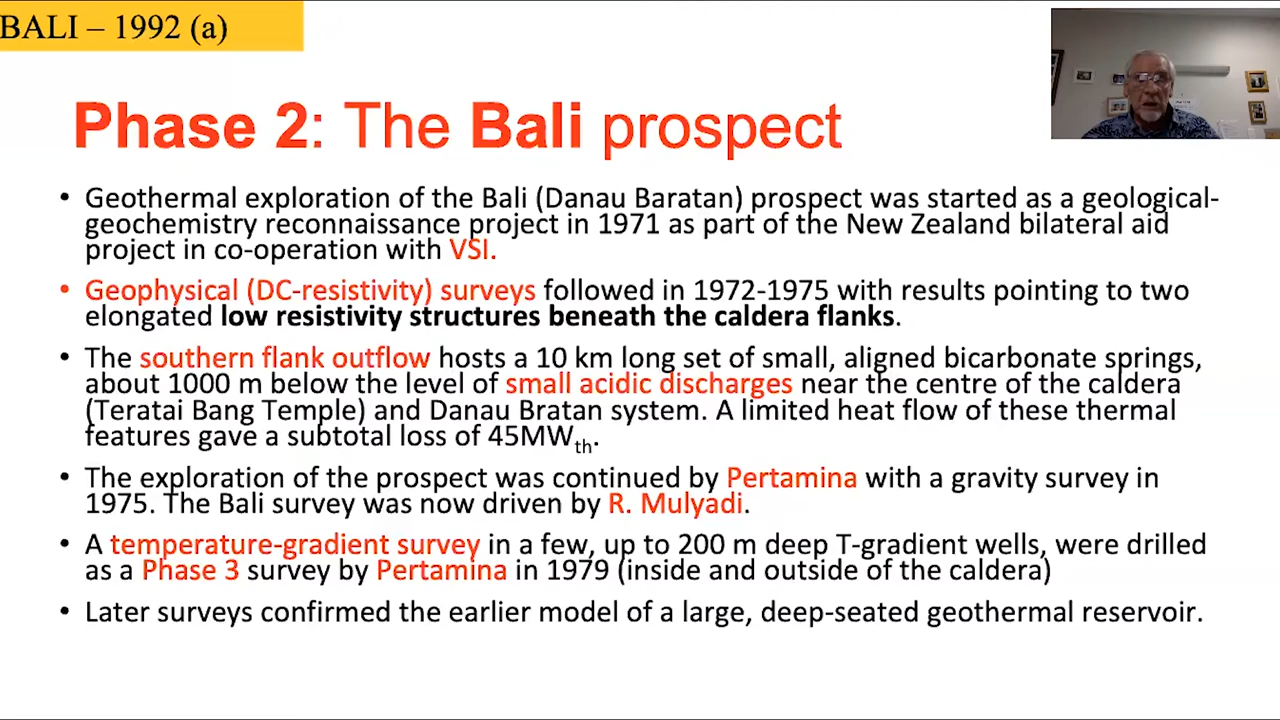 BALI – 1992 (a)
Phase 2: The Bali prospect
• Geothermal exploration of the Bali (Danau Baratan) prospect was started as a geological-
geochemistry reconnaissance project in 1971 as part of the New Zealand bilateral aid
project in co-operation with VSI.
• Geophysical (DC-resistivity) surveys followed in 1972-1975 with results pointing to two
elongated low resistivity structures beneath the caldera flanks.
• The southern flank outflow hosts a 10 km long set of small, aligned bicarbonate springs,
about 1000 m below the level of small acidic discharges near the centre of the caldera
(Teratai Bang Temple) and Danau Bratan system. A limited heat flow of these thermal
features gave a subtotal loss of 45MWth.
• The exploration of the prospect was continued by Pertamina with a gravity survey in
1975. The Bali survey was now driven by R. Mulyadi.
• A temperature-gradient survey in a few, up to 200 m deep T-gradient wells, were drilled
as a Phase 3 survey by Pertamina in 1979 (inside and outside of the caldera)
• Later surveys confirmed the earlier model of a large, deep-seated geothermal reservoir.